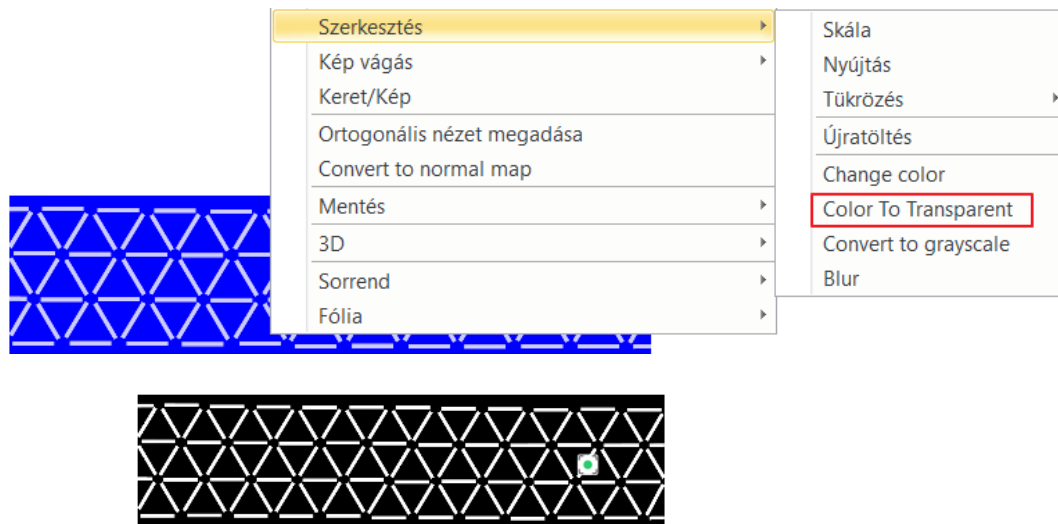 Szerkesztés
Kép vágás
Keret/Kép
Ortogonális nézet megadása
Convert to normal map
Mentés
3D
Sorrend
Fólia
Skála
Nyújtás
Tükrözés
Újratöltés
Change color
Color To Transparent
Convert to grayscale
Blur